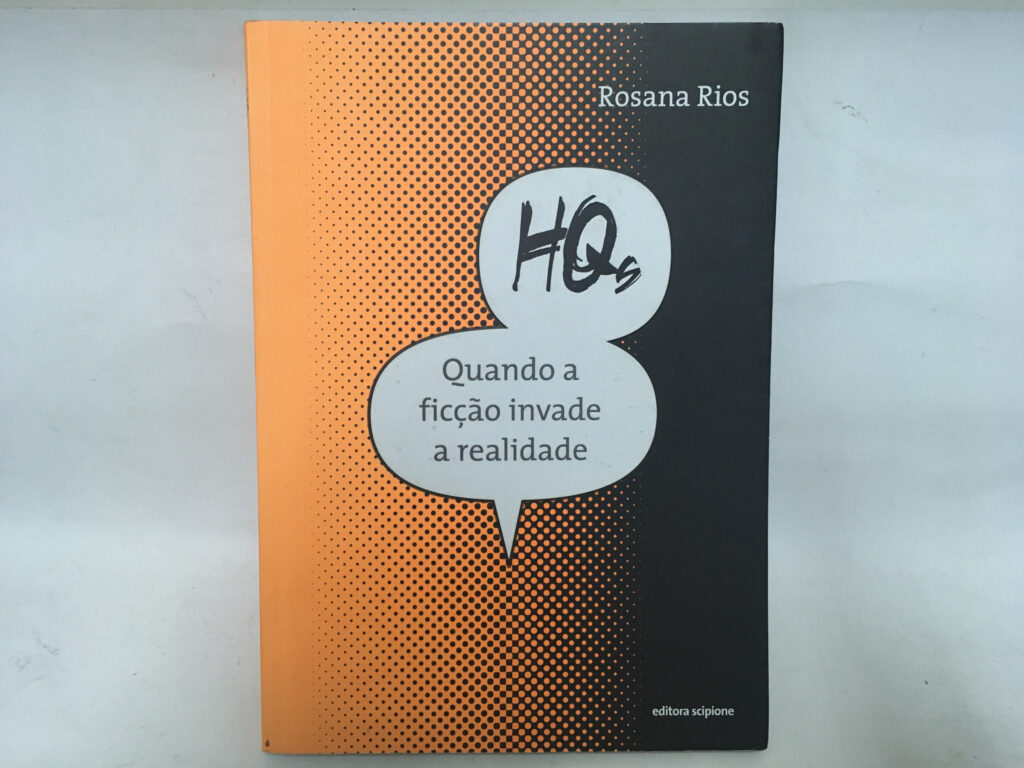 Rosana Rios
HQs
Quando a
ficção invade
a realidade
editora scipione